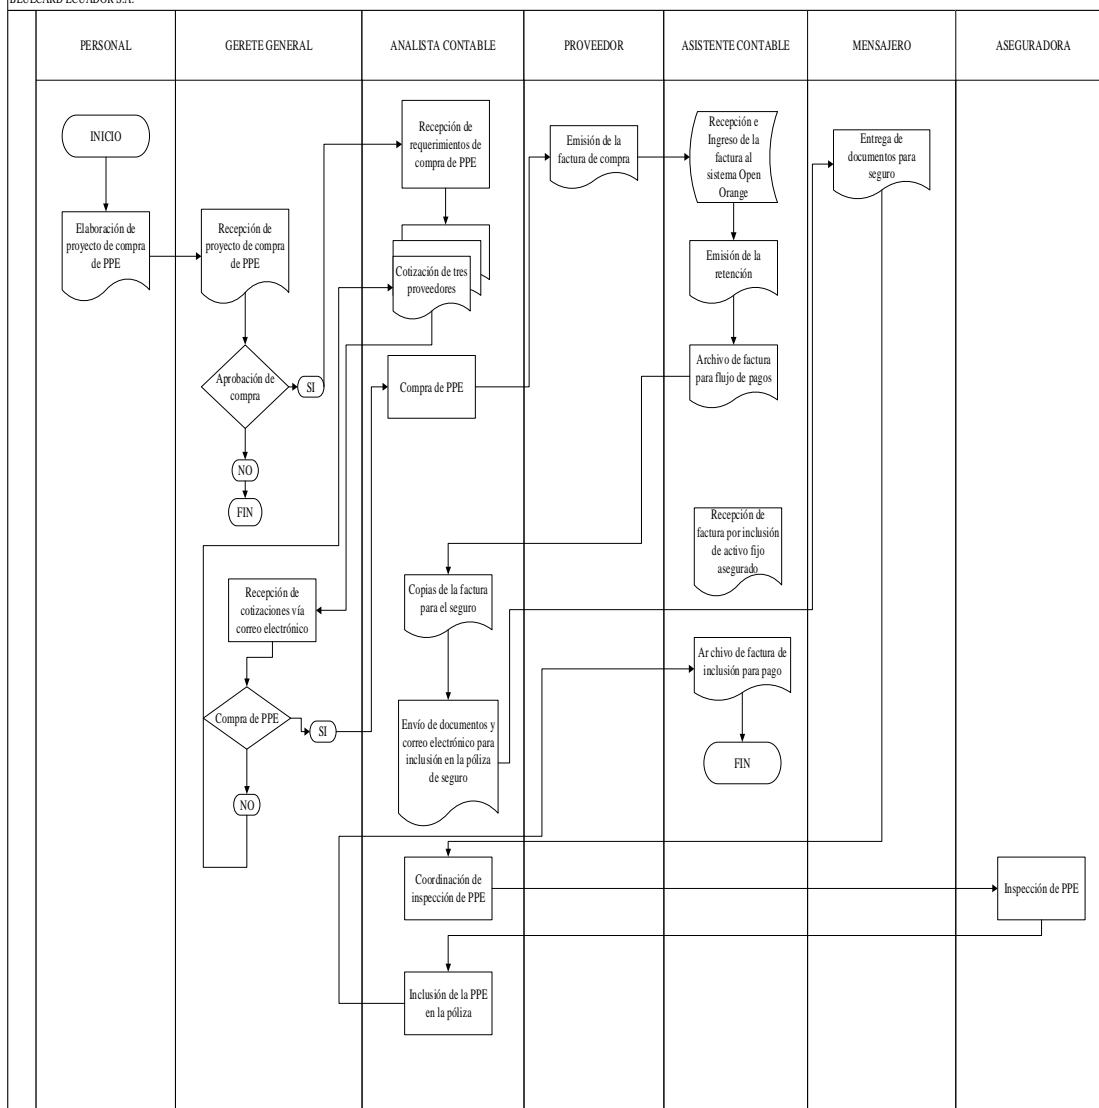 BLUECARD ECUADOR S.A.
PERSONAL
GERETE GENERAL
ANALISTA CONTABLE
PROVEEDOR
ASISTENTE CONTABLE
MENSAJERO
ASEGURADORA
INICIO
Elaboración de
proyecto de compra
de PPE
Recepción de
proyecto de compra
de PPE
Aprobación de
compra
SI
NO
FIN
Recepción de
requerimientos de
compra de PPE
Cotización de tres
proveedores
Compra de PPE
Emisión de la
factura de compra
Recepción e
Ingreso de la
factura al
sistema Open
Orange
Emisión de la
retención
Archivo de factura
para flujo de pagos
Entrega de
documentos para
seguro
Recepción de
factura por inclusión
de activo fijo
asegurado
Recepción de
cotizaciones vía
correo electrónico
Compra de PPE
SI
NO
Copias de la factura
para el seguro
Envío de documentos y
correo electrónico para
inclusión en la póliza
de seguro
Ar chivo de factura de
inclusión para pago
FIN
Coordinación de
inspección de PPE
Inspección de PPE
Inclusión de la PPE
en la póliza